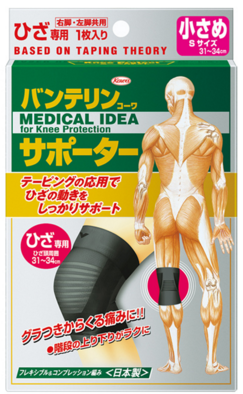 ひざ専用
右脚・左脚共用
1枚入り
小さめ
Sサイズ
31~34cm
BASED ON TAPING THEORY
Kowa
バンテリンコーワ
MEDICAL IDEA
for Knee Protection
サポーター
テーピングの応用で
ひざの動きを
しっかりサポート
ひざ専用
ひざ頭周囲
31~34cm
グラつきからくる痛みに!!
●階段の上り下りがラクに
フレキシブル&コンプレッション編み <日本製>